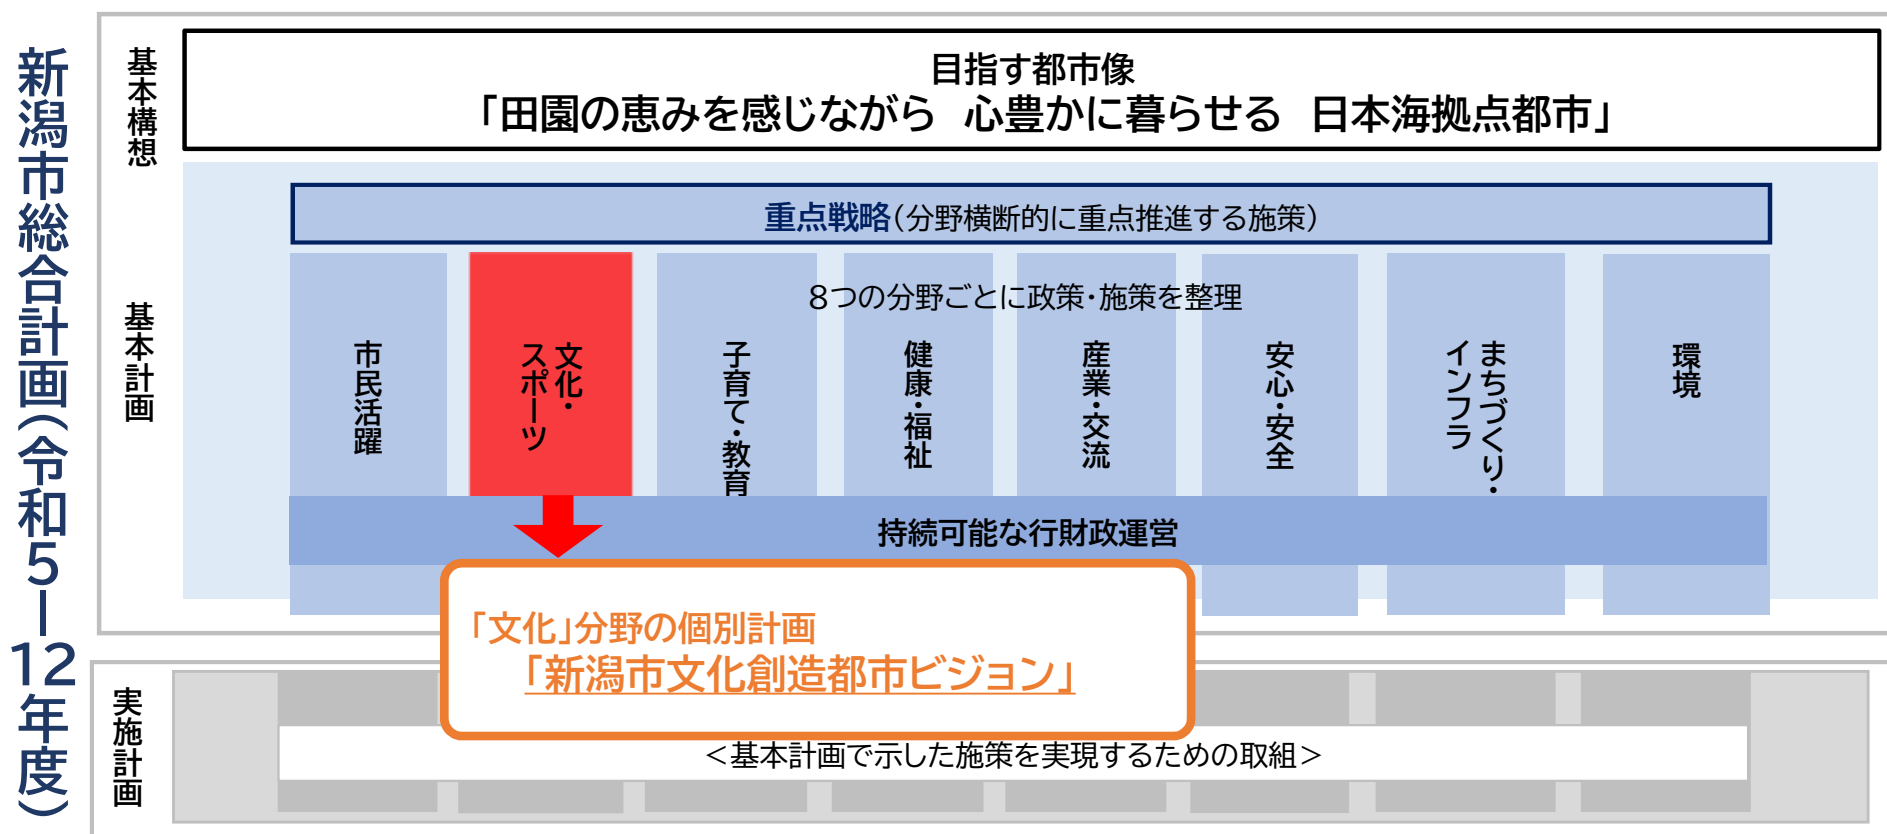 新潟市総合計画（令和5－12年度）
基本構想
目指す都市像
「田園の恵みを感じながら　心豊かに暮らせる　日本海拠点都市」
基本計画
重点戦略（分野横断的に重点推進する施策）
8つの分野ごとに政策・施策を整理
市民活躍
文化・
スポーツ
子育て・教育
健康・福祉
産業・交流
安心・安全
まちづくり・
インフラ
環境
持続可能な行財政運営
「文化」分野の個別計画
「新潟市文化創造都市ビジョン」
実施計画
＜基本計画で示した施策を実現するための取組＞